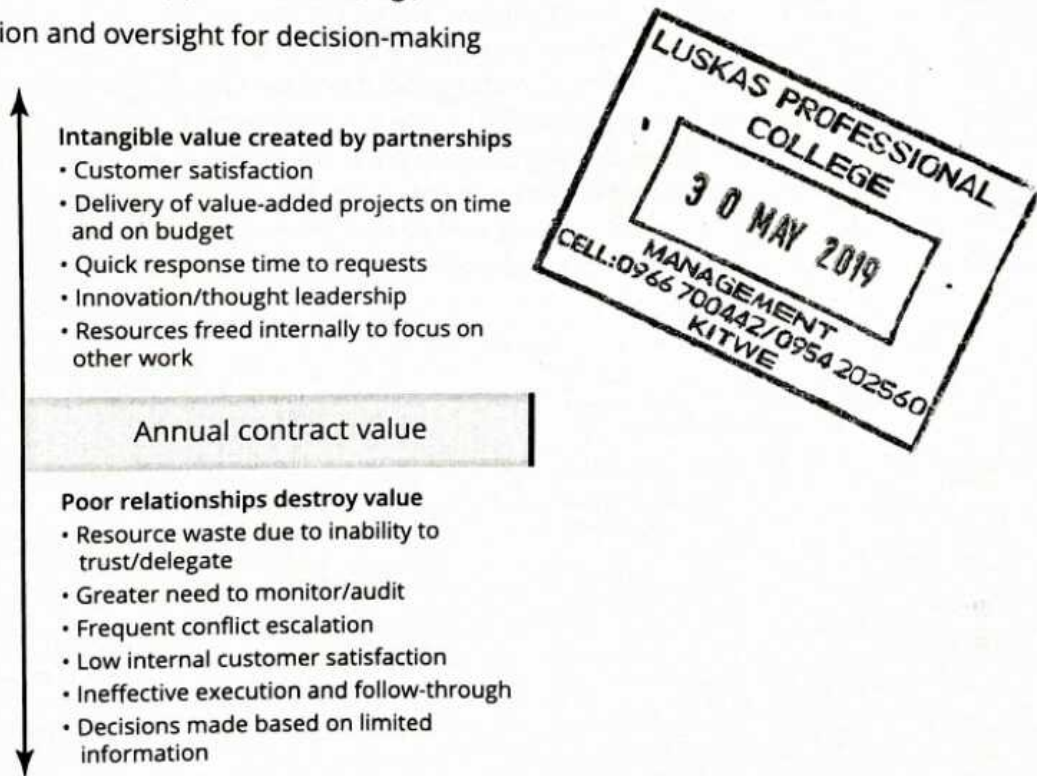 ion and oversight for decision-making
Intangible value created by partnerships
• Customer satisfaction
• Delivery of value-added projects on time
and on budget
• Quick response time to requests
• Innovation/thought leadership
• Resources freed internally to focus on
other work
Annual contract value
Poor relationships destroy value
• Resource waste due to inability to
trust/delegate
• Greater need to monitor/audit
• Frequent conflict escalation
• Low internal customer satisfaction
• Ineffective execution and follow-through
• Decisions made based on limited
information
LUSKAS PROFESSIONAL
COLLEGE
30 MAY 2019
MANAGEMENT
CELL:0966 700442/0954 202560
KITWE